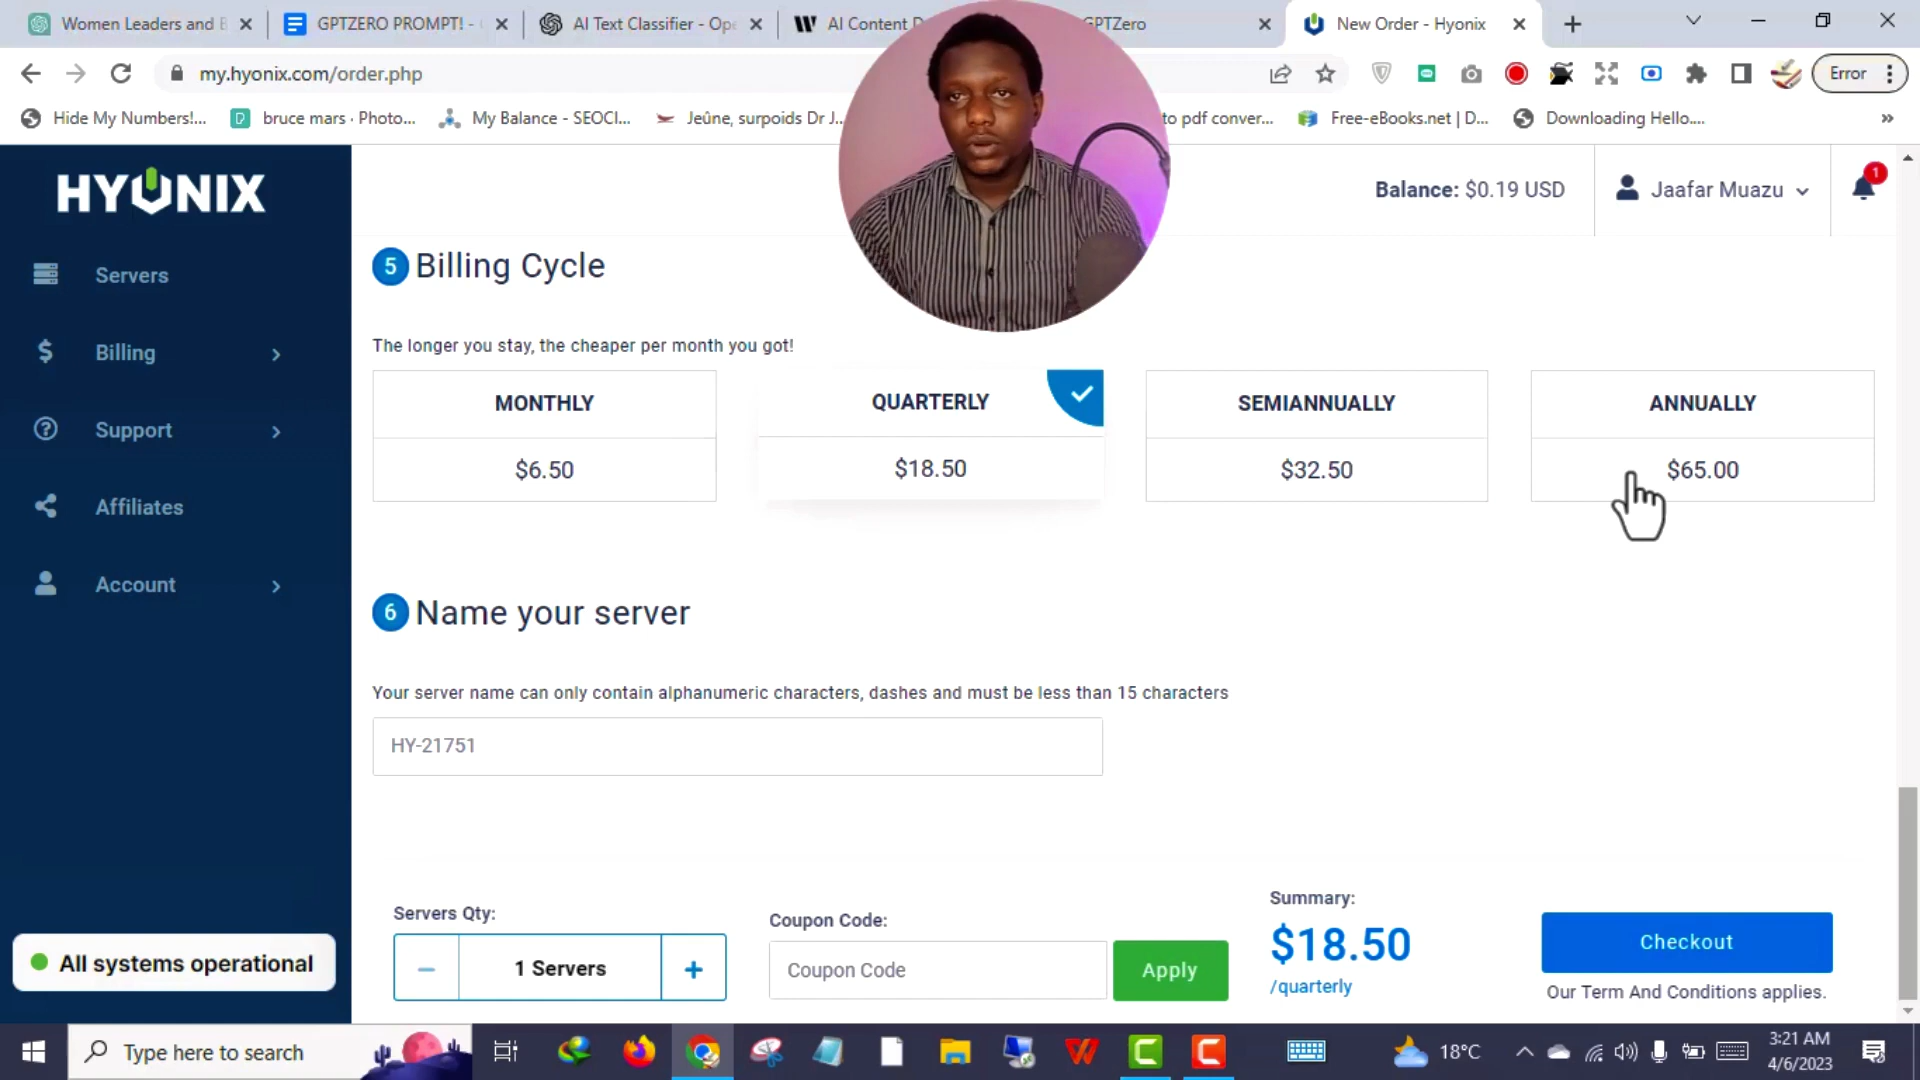 Women Leaders and B
GPTZERO PROMPT! -
AI Text Classifier - Ope
AI Content D
GPTZero
New Order - Hyonix
my.hyonix.com/order.php
Error
Hide My Numbers!...
bruce mars · Photo...
My Balance - SEOCl...
Jeûne, surpoids Dr J...
to pdf conver...
Free-eBooks.net | D...
Downloading Hello....
HYONIX
Balance: $0.19 USD
Jaafar Muazu
1
Servers
Billing
Support
Affiliates
Account
All systems operational
5 Billing Cycle
The longer you stay, the cheaper per month you got!
MONTHLY
$6.50
QUARTERLY
$18.50
SEMIANNUALLY
$32.50
ANNUALLY
$65.00
6 Name your server
Your server name can only contain alphanumeric characters, dashes and must be less than 15 characters
HY-21751
Servers Qty:
1 Servers
Coupon Code:
Coupon Code
Apply
Summary:
$18.50
/quarterly
Checkout
Our Term And Conditions applies.
Type here to search
18°C
3:21 AM
4/6/2023